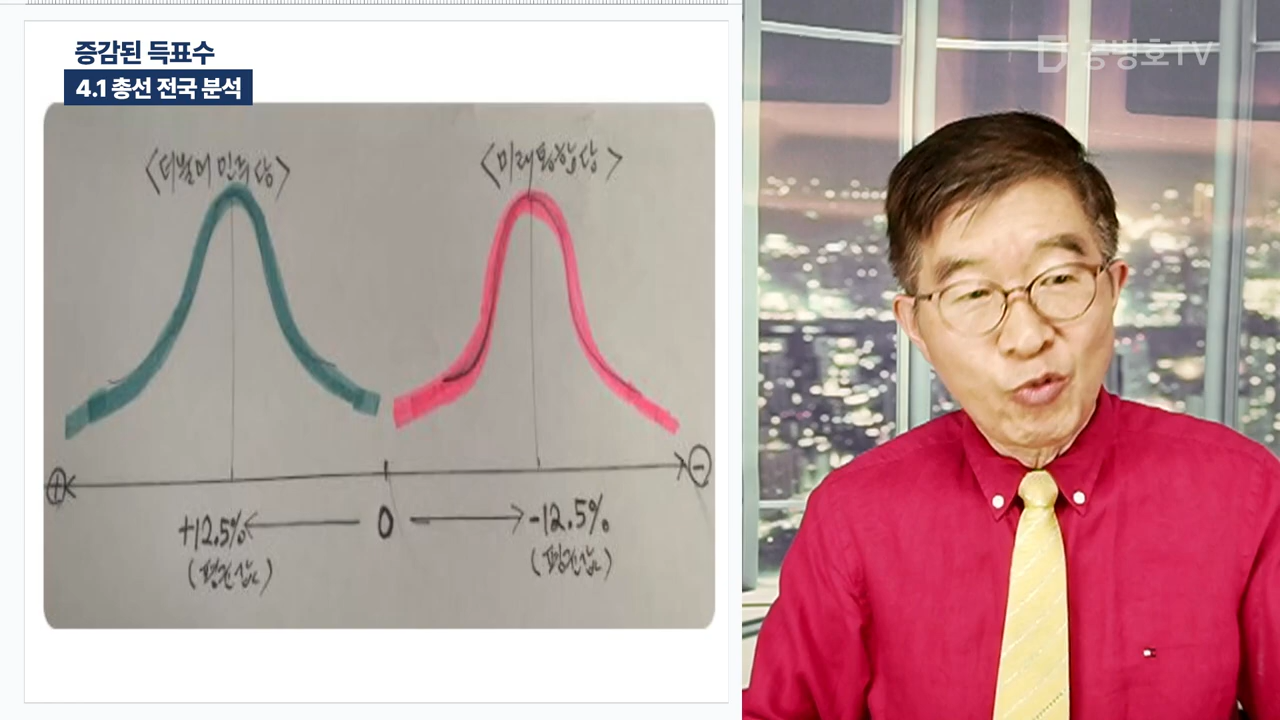 증감된 득표수
4.1 총선 전국 분석
공병호TV
<더불어 민주당>
<미래통합당>
+ -
+12.5% 0 -12.5%
(평균값) (평균값)